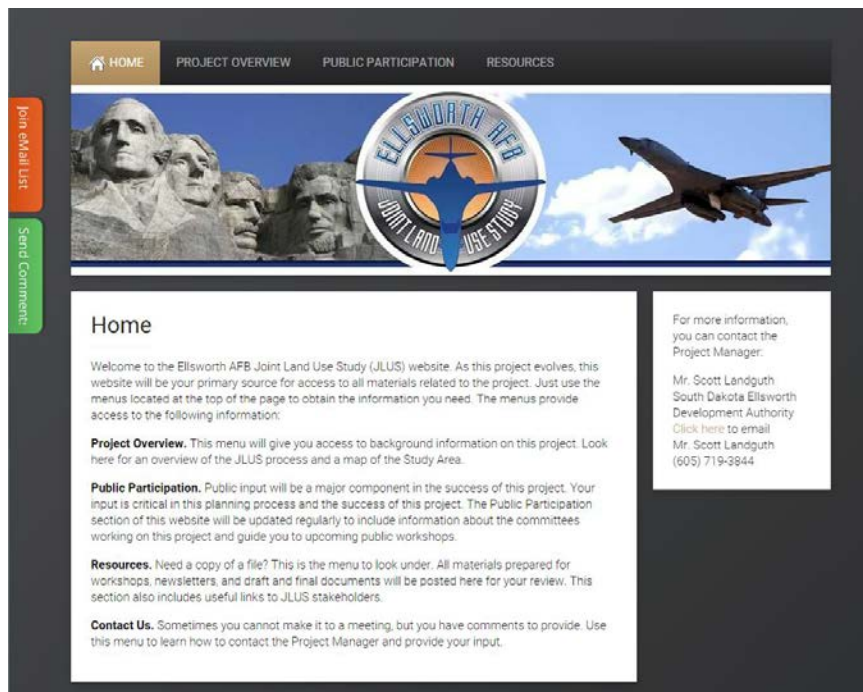 HOME PROJECT OVERVIEW PUBLIC PARTICIPATION RESOURCES
Join eMail List
Send Comments
ELLSWORTH AFB
JOINT LAND USE STUDY
Home
Welcome to the Ellsworth AFB Joint Land Use Study (JLUS) website. As this project evolves, this
website will be your primary source for access to all materials related to the project. Just use the
menus located at the top of the page to obtain the information you need. The menus provide
access to the following information:
Project Overview. This menu will give you access to background information on this project. Look
here for an overview of the JLUS process and a map of the Study Area.
Public Participation. Public input will be a major component in the success of this project. Your
input is critical in this planning process and the success of this project. The Public Participation
section of this website will be updated regularly to include information about the committees
working on this project and guide you to upcoming public workshops.
Resources. Need a copy of a file? This is the menu to look under. All materials prepared for
workshops, newsletters, and draft and final documents will be posted here for your review. This
section also includes useful links to JLUS stakeholders.
Contact Us. Sometimes you cannot make it to a meeting, but you have comments to provide. Use
this menu to learn how to contact the Project Manager and provide your input.
For more information,
you can contact the
Project Manager:
Mr. Scott Landguth
South Dakota Ellsworth
Development Authority
Click here to email
Mr. Scott Landguth
(605) 719-3844